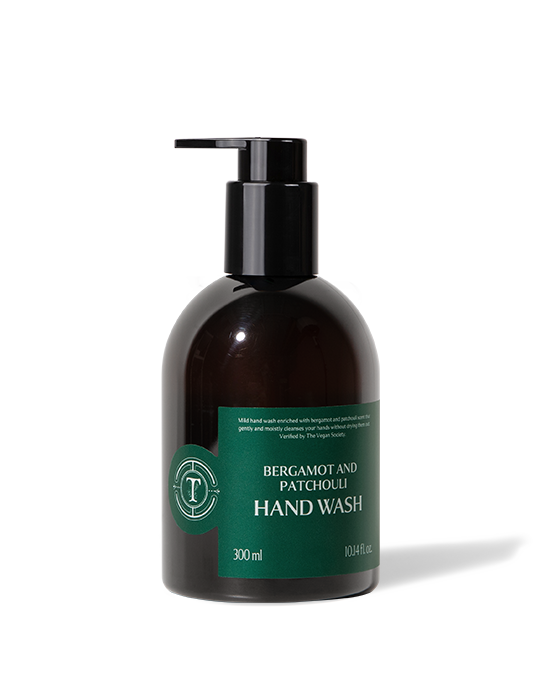 Mild hand wash enriched with bergamot and patchouli scent that
gently and moistly cleanses your hands without drying them out.
Verified by The Vegan Society.
BERGAMOT AND
PATCHOULI
HAND WASH
T
300 ml
10.14 fl. oz.